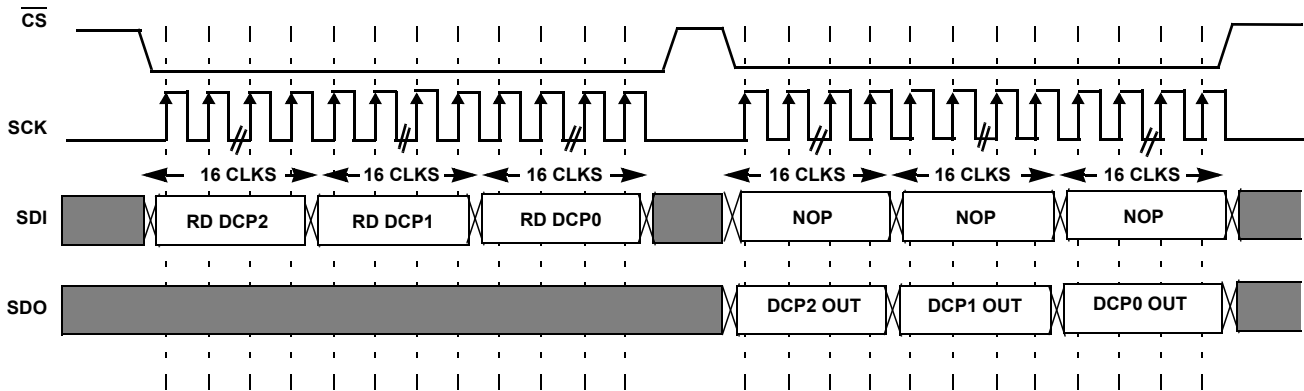 CS
SCK
16 CLKS 16 CLKS 16 CLKS 16 CLKS 16 CLKS 16 CLKS
SDI RD DCP2 RD DCP1 RD DCP0 NOP NOP NOP
SDO DCP2 OUT DCP1 OUT DCP0 OUT